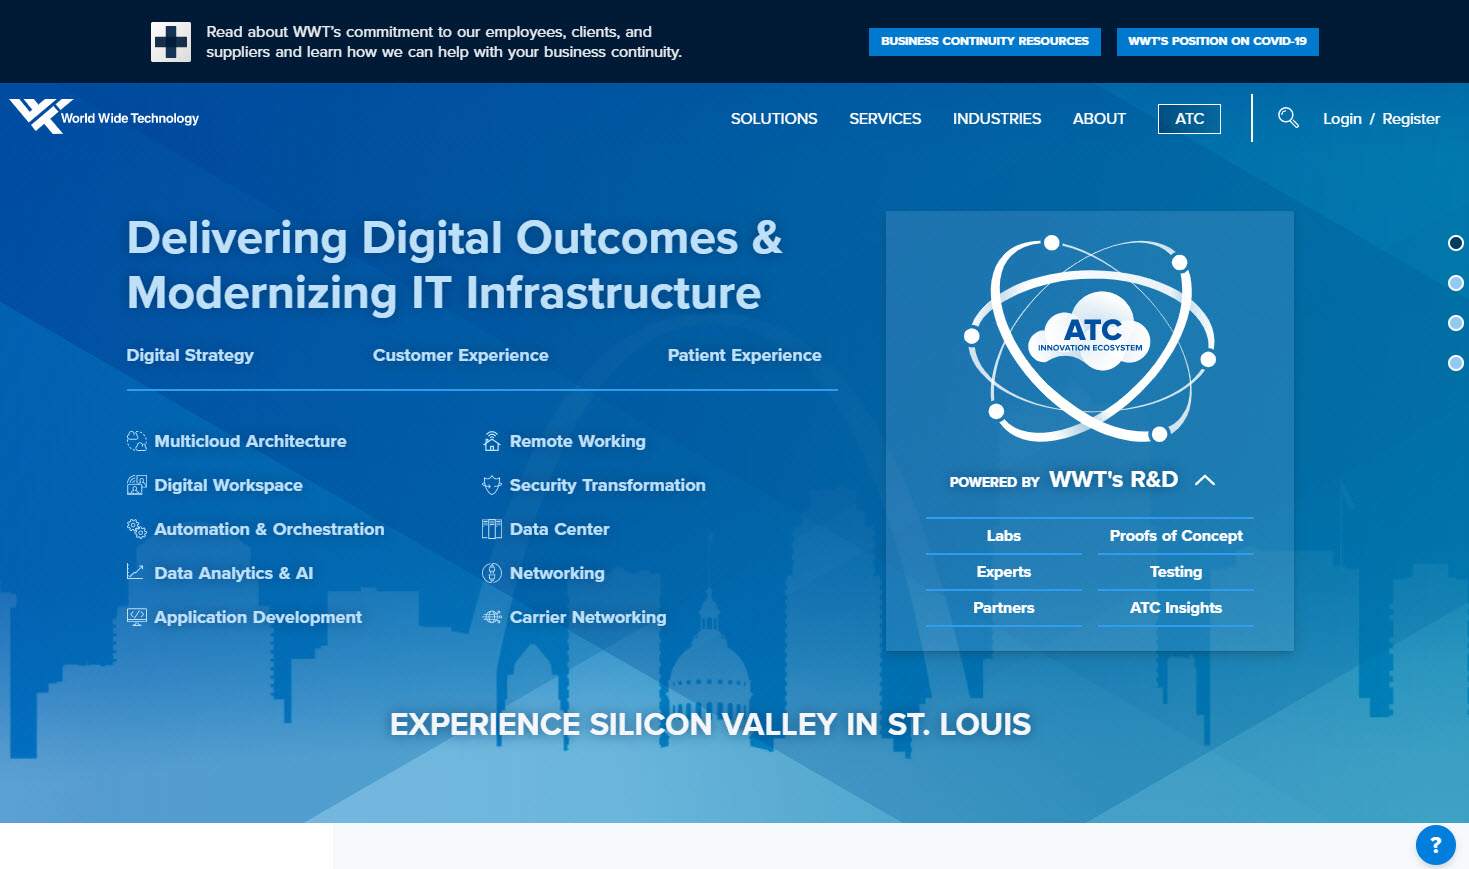 Read about WWT's commitment to our employees, clients, and
suppliers and learn how we can help with your business continuity.
BUSINESS CONTINUITY RESOURCES
WWT'S POSITION ON COVID-19
World Wide Technology
SOLUTIONS
SERVICES
INDUSTRIES
ABOUT
ATC
Login / Register
Delivering Digital Outcomes &
Modernizing IT Infrastructure
Digital Strategy
Customer Experience
Patient Experience
Multicloud Architecture
Remote Working
Digital Workspace
Security Transformation
Automation & Orchestration
Data Center
Data Analytics & AI
Networking
Application Development
Carrier Networking
ATC
INNOVATION ECOSYSTEM
POWERED BY WWT's R&D
Labs
Proofs of Concept
Experts
Testing
Partners
ATC Insights
EXPERIENCE SILICON VALLEY IN ST. LOUIS
?